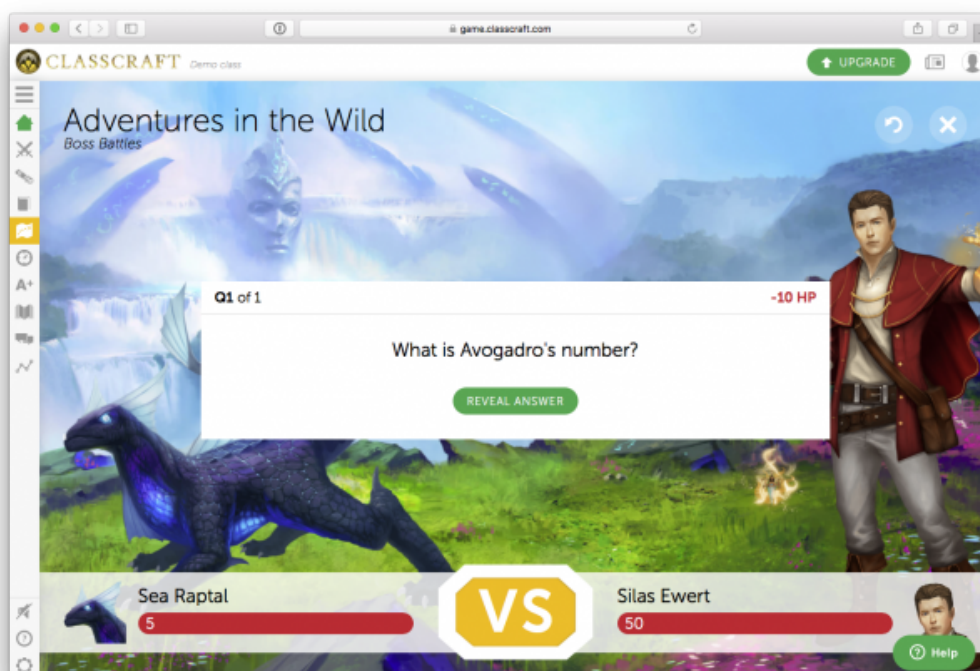 game.classcraft.com
CLASSCRAFT Demo class
UPGRADE
Adventures in the Wild
Boss Battles
A+
Q1 of 1
-10 HP
What is Avogadro's number?
REVEAL ANSWER
Sea Raptal
5
VS
Silas Ewert
50
Help